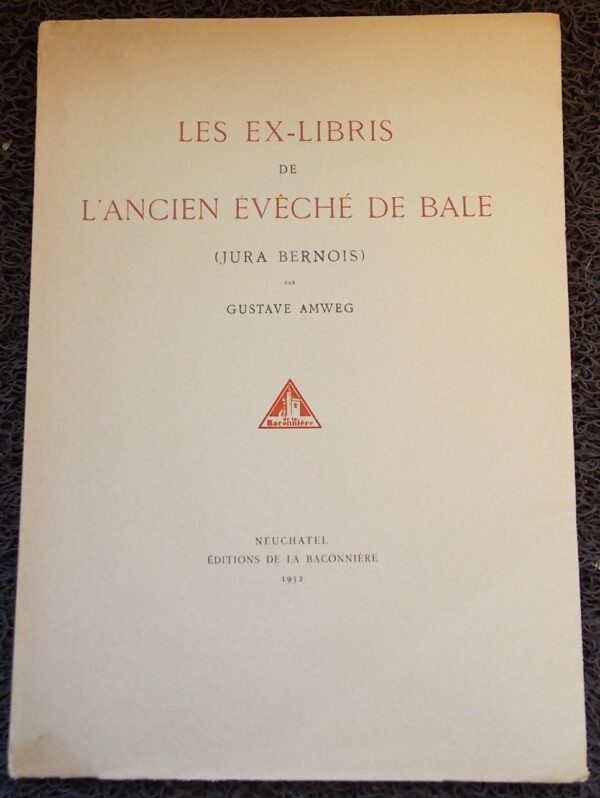 LES EX-LIBRIS
DE
L'ANCIEN ÉVÊCHÉ DE BALE
(JURA BERNOIS)
PAR
GUSTAVE AMWEG
de la
Baconnière
NEUCHATEL
ÉDITIONS DE LA BACONNIÈRE
1932